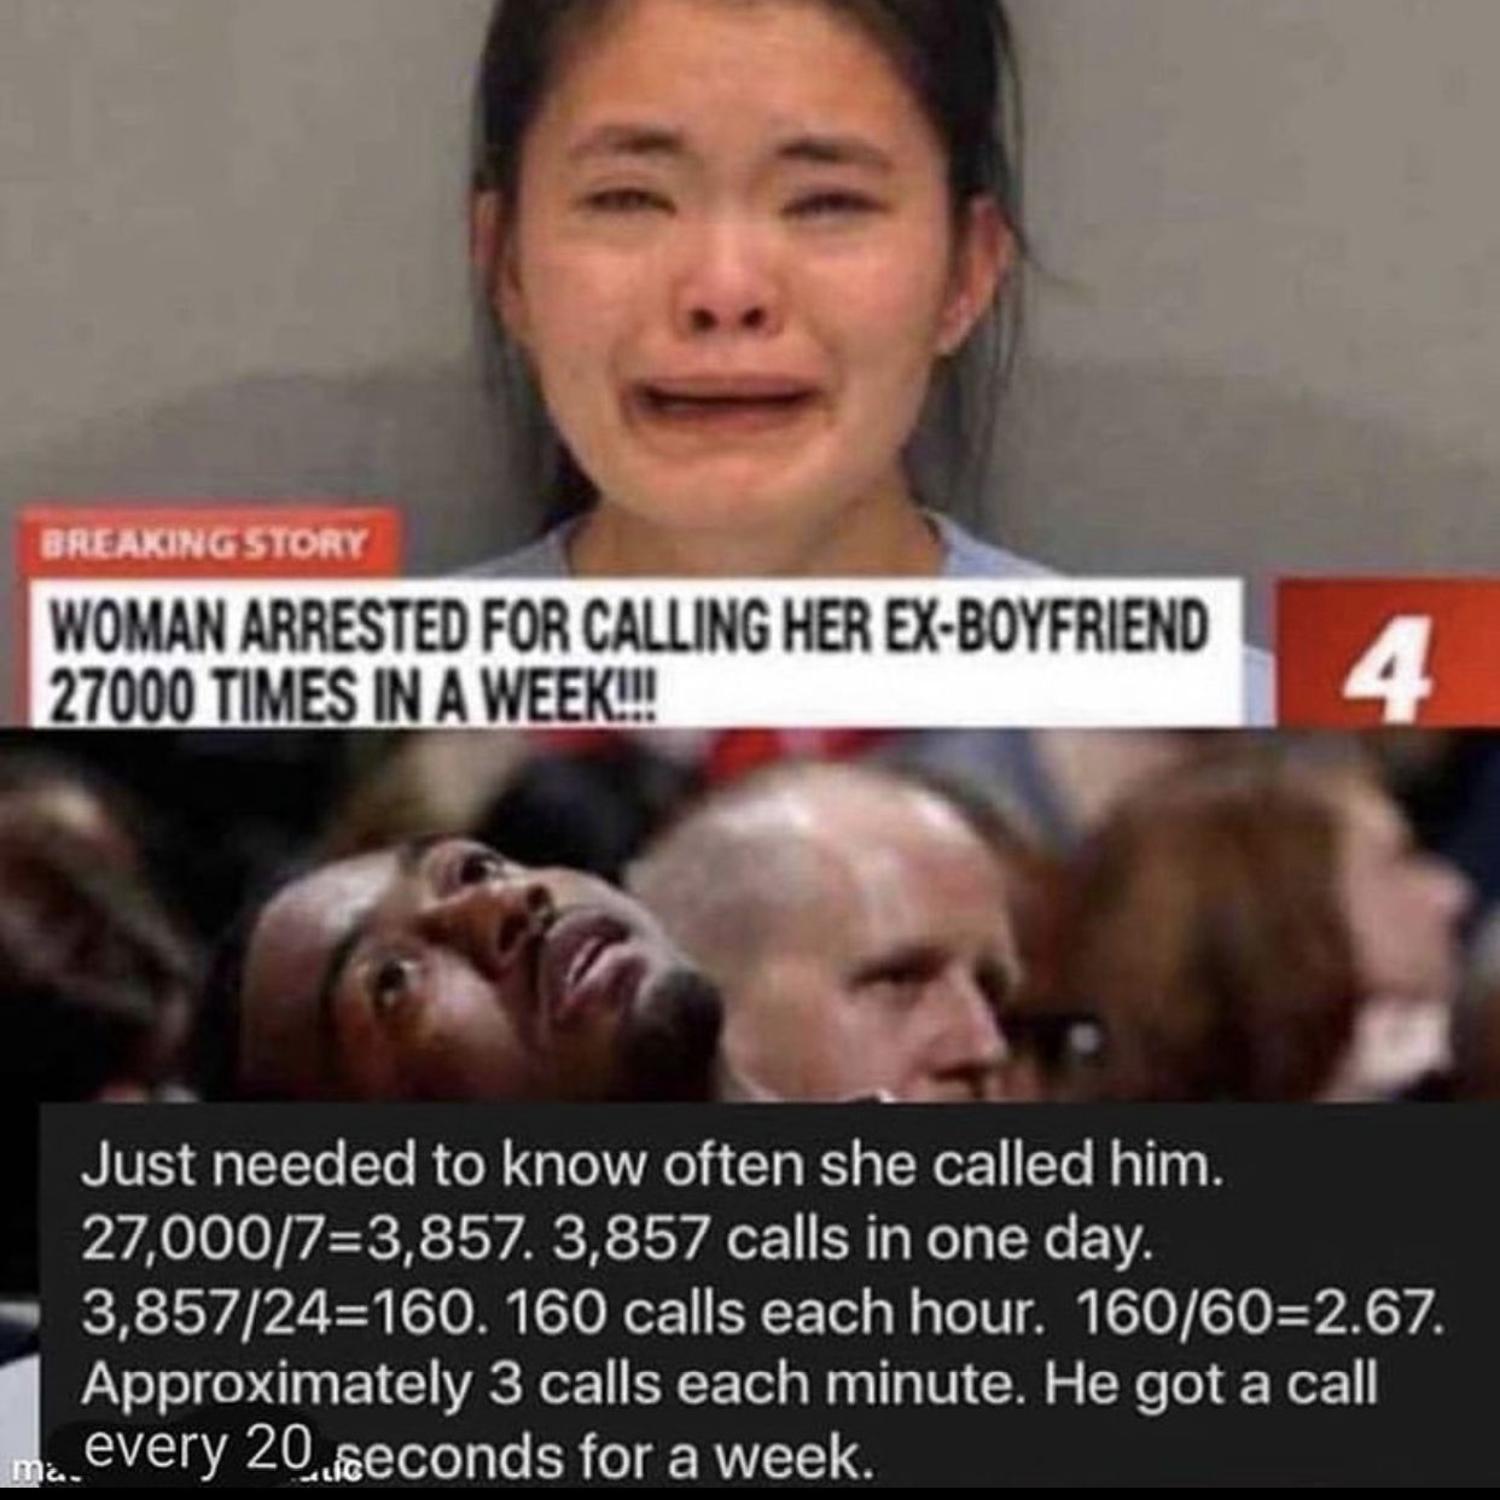 BREAKING STORY
WOMAN ARRESTED FOR CALLING HER EX-BOYFRIEND
27000 TIMES IN A WEEK!!!
4
Just needed to know often she called him.
27,000/7=3,857. 3,857 calls in one day.
3,857/24=160. 160 calls each hour. 160/60=2.67.
Approximately 3 calls each minute. He got a call
every 20 seconds for a week.